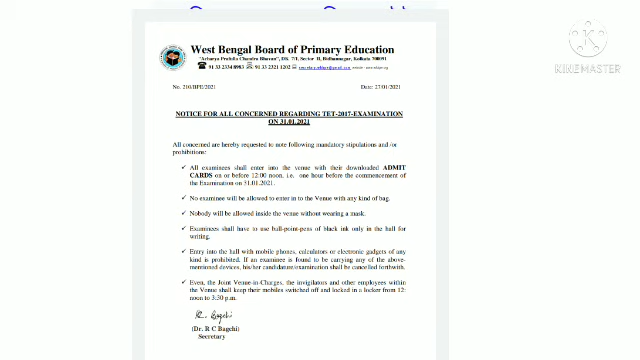 West Bengal Board of Primary Education
"Acharya Prafulla Chandra Bhavan", DK- 7/1, Sector II, Bidhannagar, Kolkata 700091
91 33 2334 8983 91 33 2321 1202
No. 210/BPE/2021 Date: 27/01/2021
NOTICE FOR ALL CONCERNED REGARDING TET-2017-EXAMINATION
ON 31.01.2021
All concerned are hereby requested to note following mandatory stipulations and /or
prohibitions:
✓ All examinees shall enter into the venue with their downloaded ADMIT
CARDS on or before 12:00 noon, i.e. one hour before the commencement
of the Examination on 31.01.2021.
✓ No examinee will be allowed to enter in to the Venue with any kind of bag.
✓ Nobody will be allowed inside the venue without wearing a mask.
✓ Examinees shall have to use ball-point-pens of black ink only in the hall for
writing.
✓ Entry into the hall with mobile phones, calculators or electronic gadgets of any
kind is prohibited. If an examinee is found to be carrying any of the above-
mentioned devices, his/her candidature/examination shall be cancelled forthwith.
✓ Even, the Joint Venue-in-Charges, the invigilators and other employees within
the Venue shall keep their mobiles switched off and locked in a locker from 12:
noon to 3:30 p.m.
R. Bagchi
(Dr. R C Bagchi)
Secretary
KINEMASTER